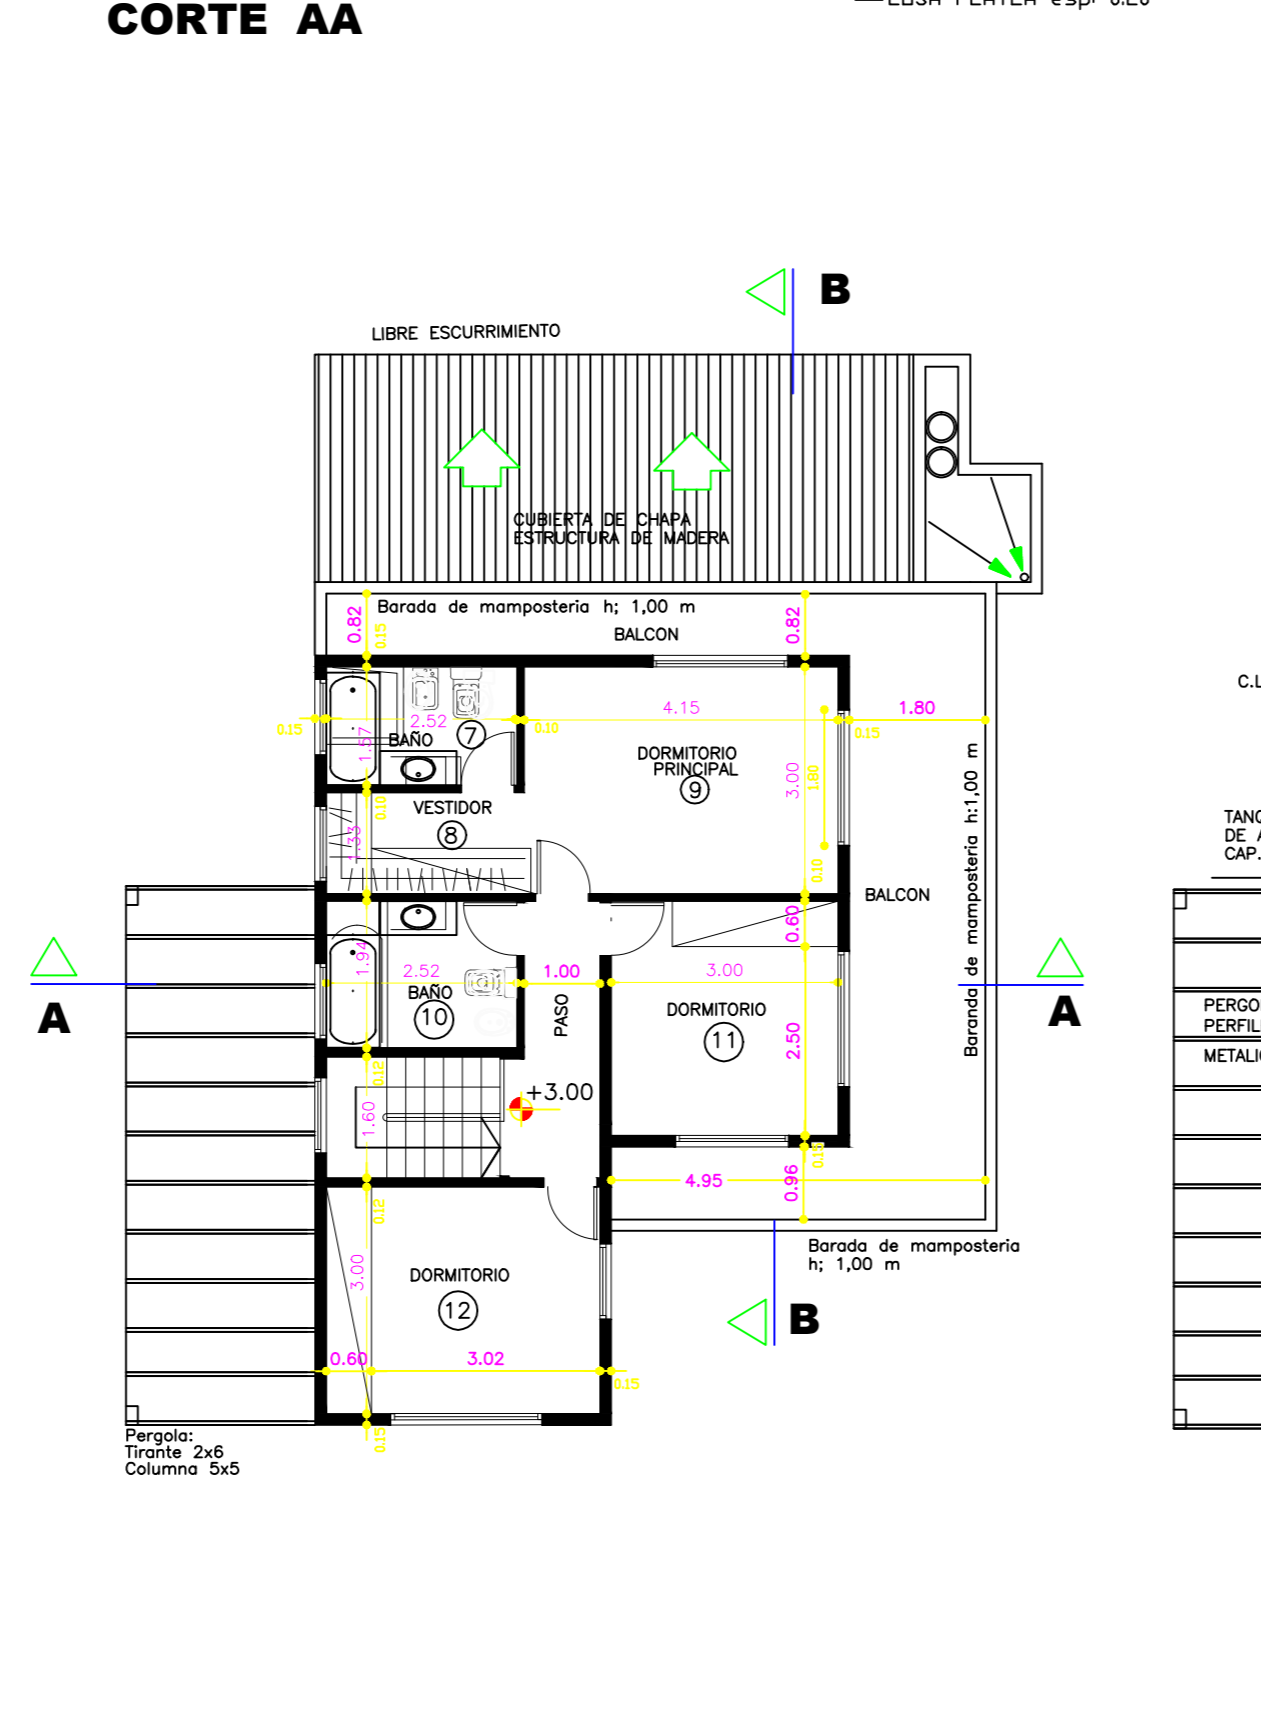 CORTE AA
B
LIBRE ESCURRIMIENTO
CUBIERTA DE CHAPA
ESTRUCTURA DE MADERA
0.82
0.15
Barada de mamposteria h; 1,00 m
BALCON
0.82
C.L
0.15
2.52
BAÑO
7
1.57
0.10
4.15
DORMITORIO
PRINCIPAL
9
3.00
1.80
0.15
1.80
Baranda de mamposteria h:1,00 m
0.10
VESTIDOR
8
1.33
0.10
BALCON
DE A
CAP.
0.60
1.94
2.52
BAÑO
10
1.00
PASO
3.00
DORMITORIO
11
2.50
A
A
METALI
0.12
1.60
+3.00
0.15
4.95
0.96
0.12
3.00
DORMITORIO
12
Barada de mamposteria
h; 1,00 m
B
0.60
3.02
0.15
0.15
Pergola:
Tirante 2x6
Columna 5x5